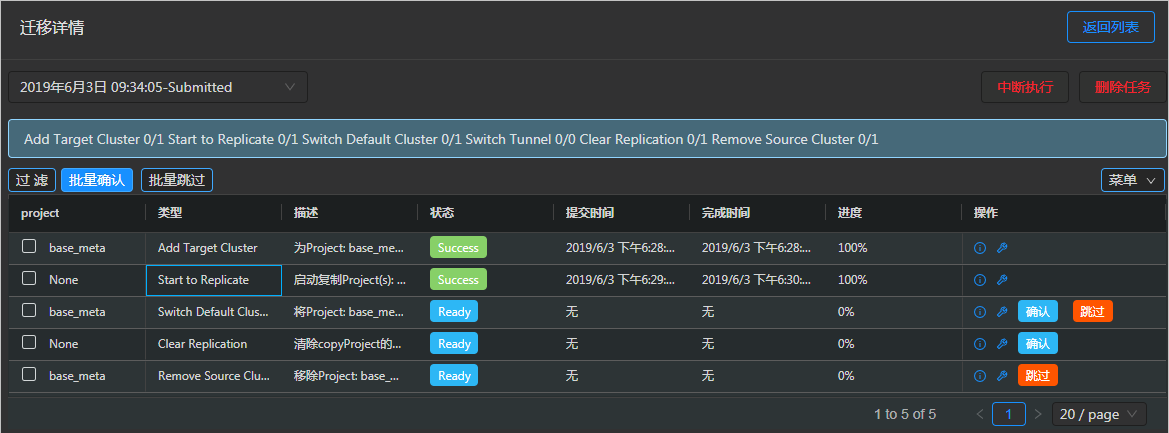 迁移详情 返回列表
2019年6月3日 09:34:05-Submitted 中断执行 删除任务
Add Target Cluster 0/1 Start to Replicate 0/1 Switch Default Cluster 0/1 Switch Tunnel 0/0 Clear Replication 0/1 Remove Source Cluster 0/1
过 滤 批量确认 批量跳过 菜单
project 类型 描述 状态 提交时间 完成时间 进度 操作
base_meta Add Target Cluster 为Project: base_me... Success 2019/6/3 下午6:28:... 2019/6/3 下午6:28:... 100%
None Start to Replicate 启动复制Project(s): ... Success 2019/6/3 下午6:29:... 2019/6/3 下午6:30:... 100%
base_meta Switch Default Clus... 将Project: base_me... Ready 无 无 0% 确认 跳过
None Clear Replication 清除copyProject的... Ready 无 无 0% 确认
base_meta Remove Source Clu... 移除Project: base_... Ready 无 无 0% 跳过
1 to 5 of 5 < 1 > 20 / page